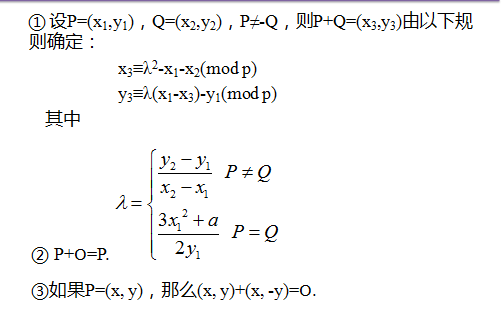 ① 设P=(x₁,y₁)，Q=(x₂,y₂)，P≠-Q，则P+Q=(x₃,y₃)由以下规
则确定：
x₃≡λ²-x₁-x₂(mod p)
y₃≡λ(x₁-x₃)-y₁(mod p)
其中
λ = { (y₂ − y₁)/(x₂ − x₁)  P ≠ Q
(3x₁² + a)/(2y₁)  P = Q
② P+O=P.
③如果P=(x, y)，那么(x, y)+(x, -y)=O.